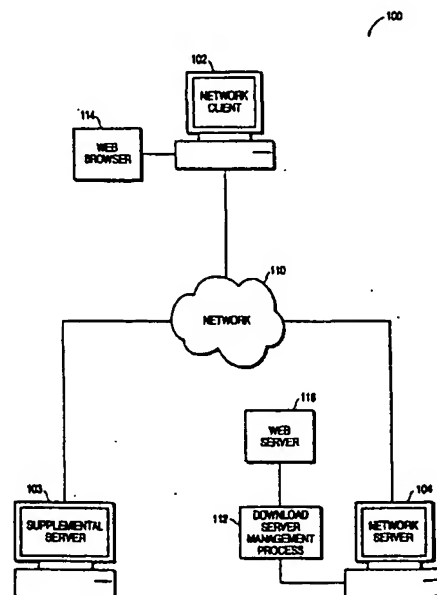 100
102
NETWORK
CLIENT
114
WEB
BROWSER
110
NETWORK
116
WEB
SERVER
103
SUPPLEMENTAL
SERVER
112
DOWNLOAD
SERVER
MANAGEMENT
PROCESS
104
NETWORK
SERVER